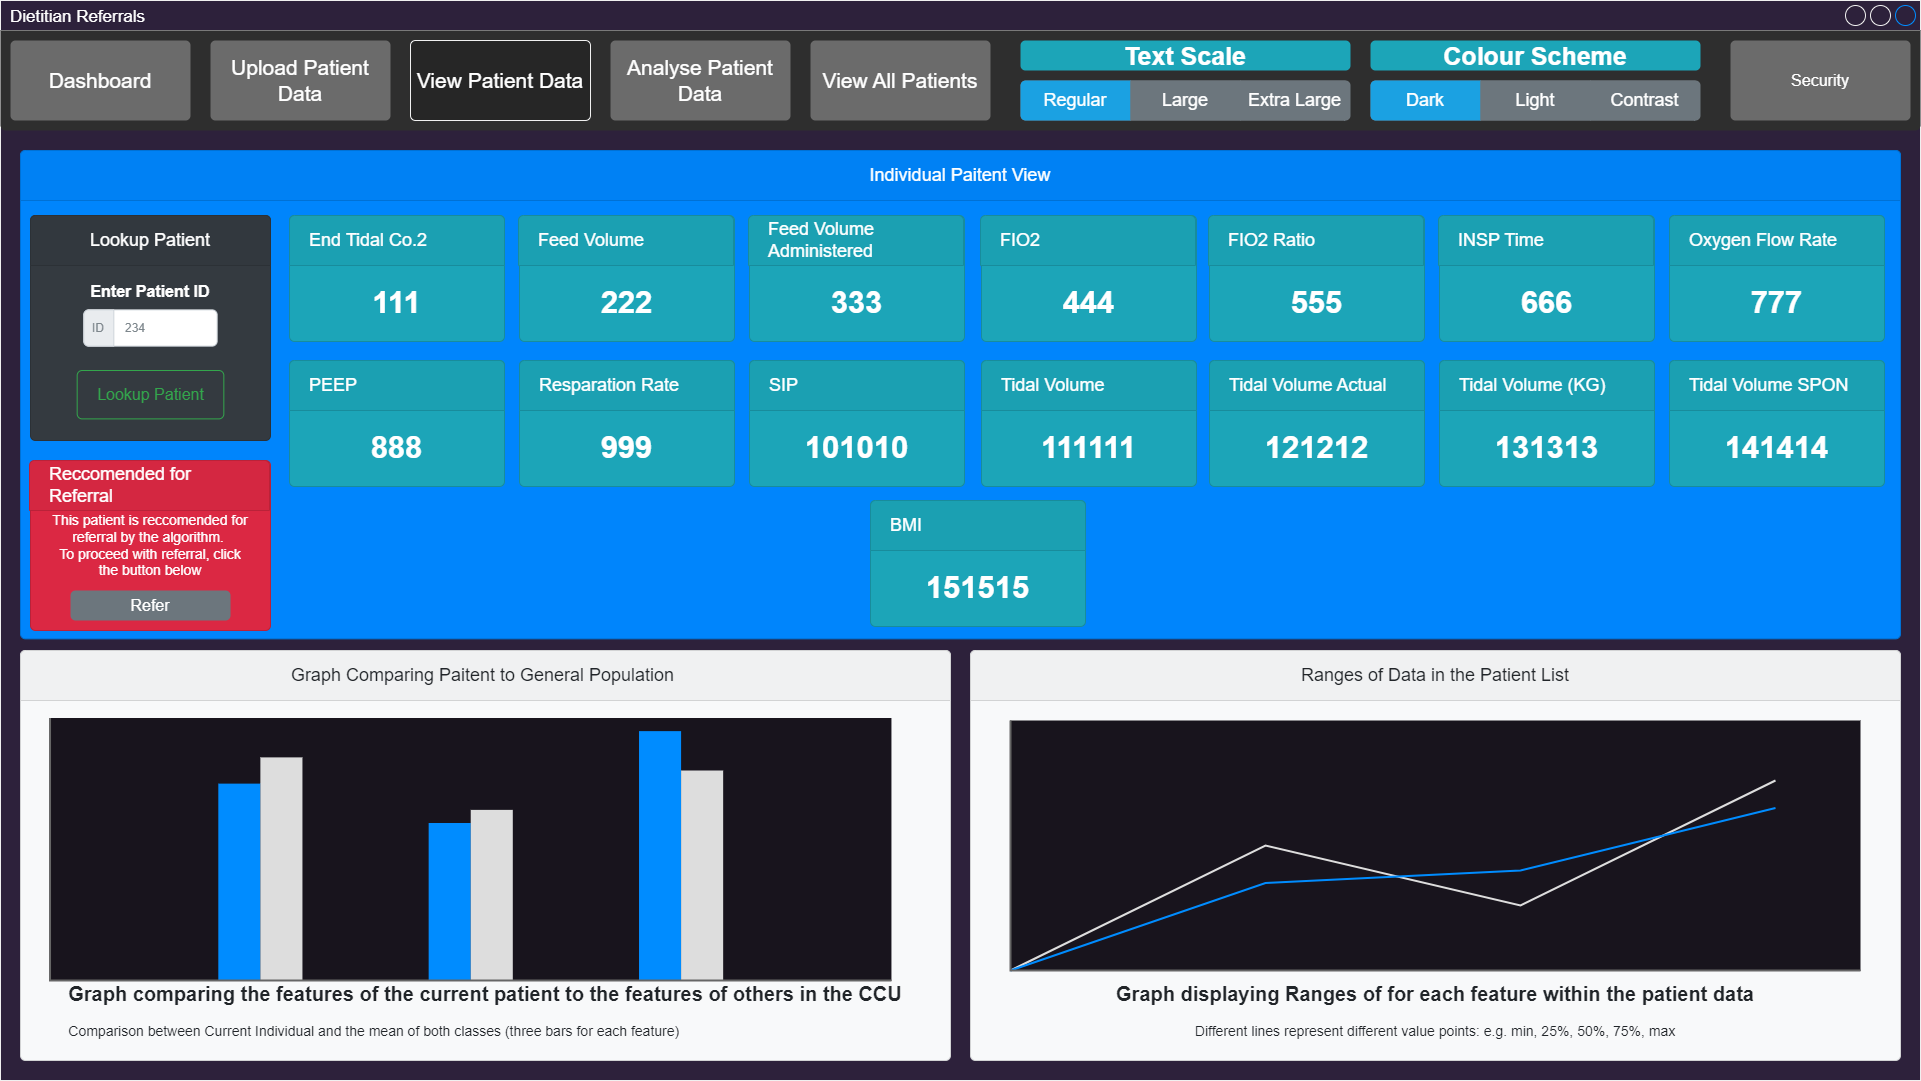 Dietitian Referrals
Dashboard
Upload Patient
Data
View Patient Data
Analyse Patient
Data
View All Patients
Text Scale
Regular
Large
Extra Large
Colour Scheme
Dark
Light
Contrast
Security
Individual Paitent View
Lookup Patient
Enter Patient ID
ID
234
Lookup Patient
Reccomended for
Referral
This patient is reccomended for
referral by the algorithm.
To proceed with referral, click
the button below
Refer
End Tidal Co.2
111
Feed Volume
222
Feed Volume
Administered
333
FIO2
444
FIO2 Ratio
555
INSP Time
666
Oxygen Flow Rate
777
PEEP
888
Resparation Rate
999
SIP
101010
Tidal Volume
111111
Tidal Volume Actual
121212
Tidal Volume (KG)
131313
Tidal Volume SPON
141414
BMI
151515
Graph Comparing Paitent to General Population
Graph comparing the features of the current patient to the features of others in the CCU
Comparison between Current Individual and the mean of both classes (three bars for each feature)
Ranges of Data in the Patient List
Graph displaying Ranges of for each feature within the patient data
Different lines represent different value points: e.g. min, 25%, 50%, 75%, max